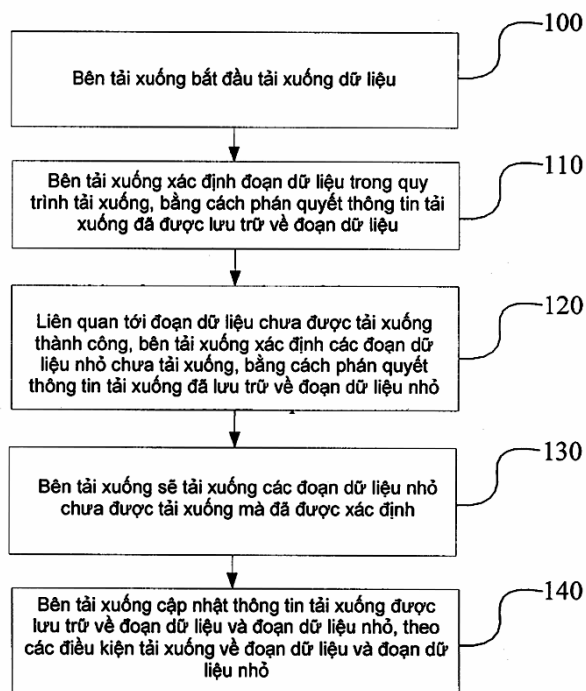 100
Bên tải xuống bắt đầu tải xuống dữ liệu
110
Bên tải xuống xác định đoạn dữ liệu trong quy
trình tải xuống, bằng cách phán quyết thông tin tải
xuống đã được lưu trữ về đoạn dữ liệu
120
Liên quan tới đoạn dữ liệu chưa được tải xuống
thành công, bên tải xuống xác định các đoạn dữ
liệu nhỏ chưa tải xuống, bằng cách phán quyết
thông tin tải xuống đã lưu trữ về đoạn dữ liệu nhỏ
130
Bên tải xuống sẽ tải xuống các đoạn dữ liệu nhỏ
chưa được tải xuống mà đã được xác định
140
Bên tải xuống cập nhật thông tin tải xuống được
lưu trữ về đoạn dữ liệu và đoạn dữ liệu nhỏ, theo
các điều kiện tải xuống về đoạn dữ liệu và đoạn dữ
liệu nhỏ